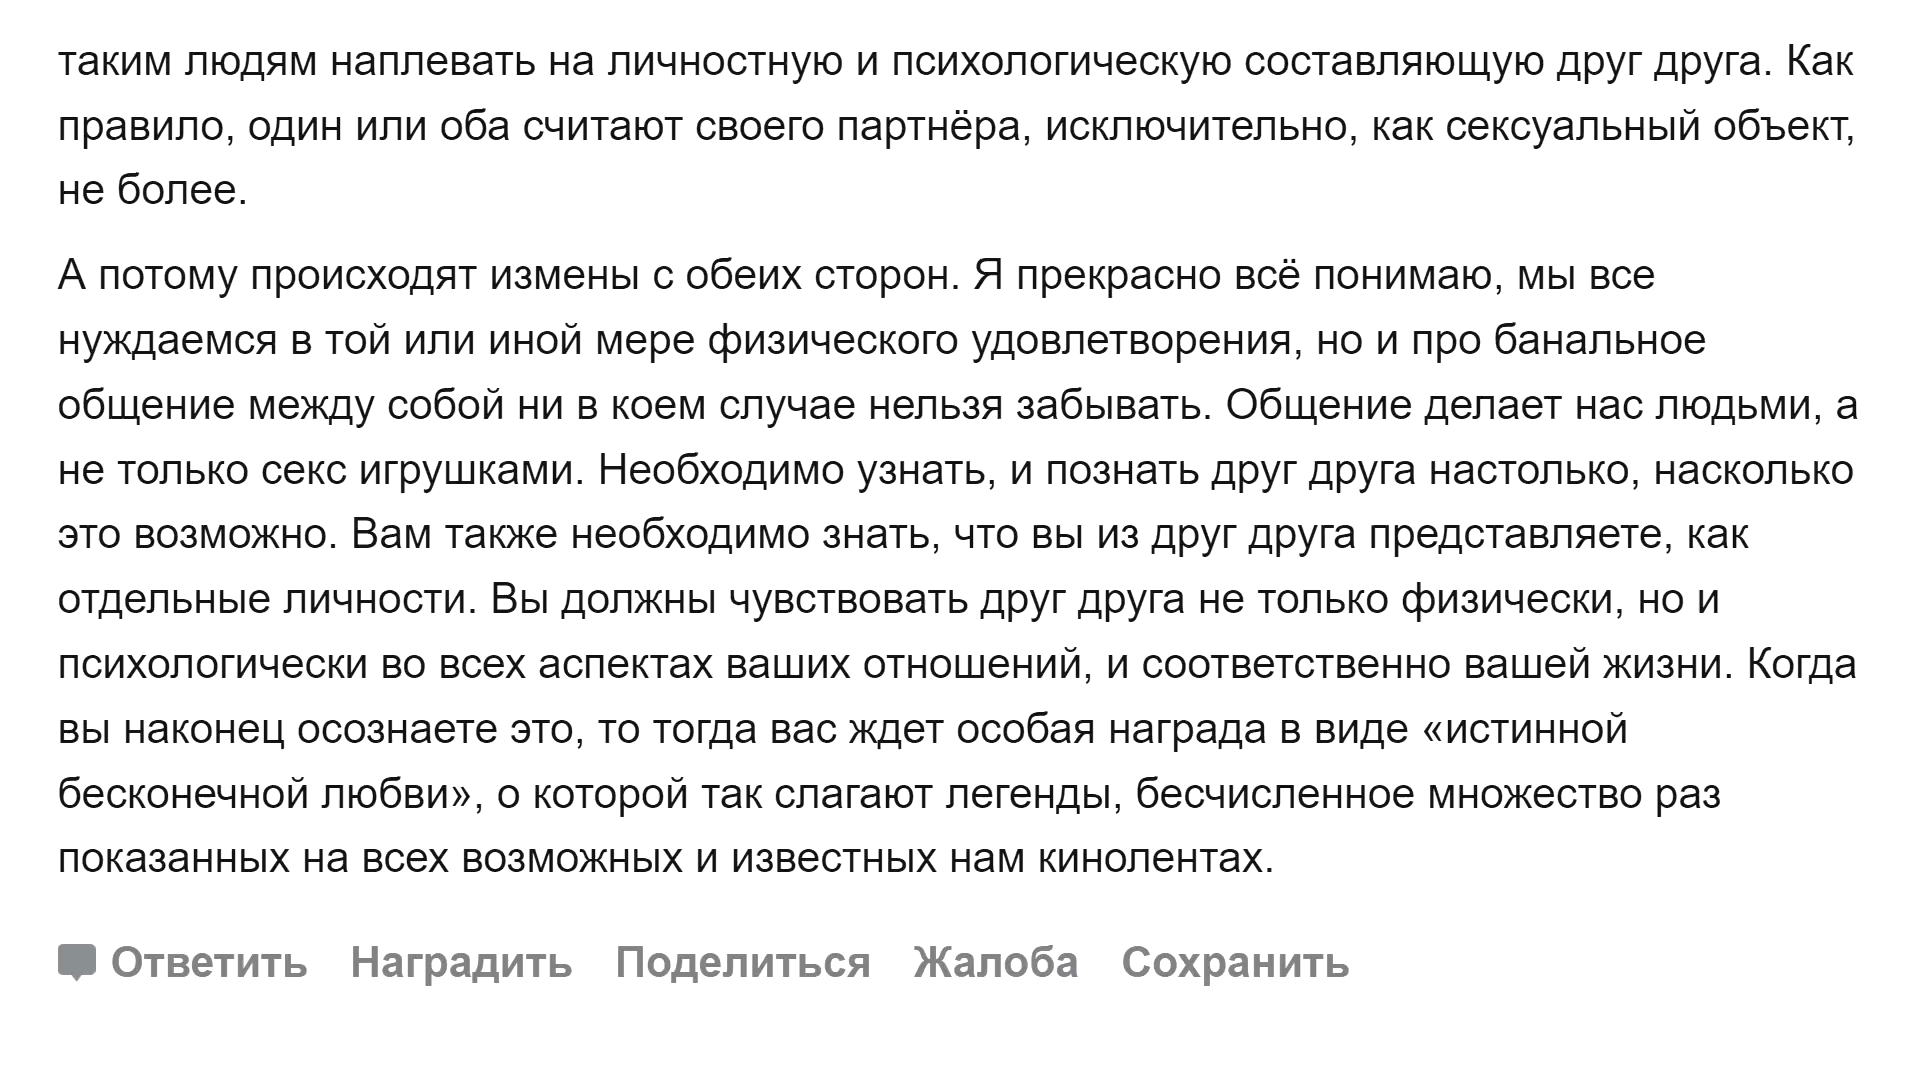 таким людям наплевать на личностную и психологическую составляющую друг друга. Как
правило, один или оба считают своего партнёра, исключительно, как сексуальный объект,
не более.
А потому происходят измены с обеих сторон. Я прекрасно всё понимаю, мы все
нуждаемся в той или иной мере физического удовлетворения, но и про банальное
общение между собой ни в коем случае нельзя забывать. Общение делает нас людьми, а
не только секс игрушками. Необходимо узнать, и познать друг друга настолько, насколько
это возможно. Вам также необходимо знать, что вы из друг друга представляете, как
отдельные личности. Вы должны чувствовать друг друга не только физически, но и
психологически во всех аспектах ваших отношений, и соответственно вашей жизни. Когда
вы наконец осознаете это, то тогда вас ждет особая награда в виде «истинной
бесконечной любви», о которой так слагают легенды, бесчисленное множество раз
показанных на всех возможных и известных нам кинолентах.
Ответить Наградить Поделиться Жалоба Сохранить